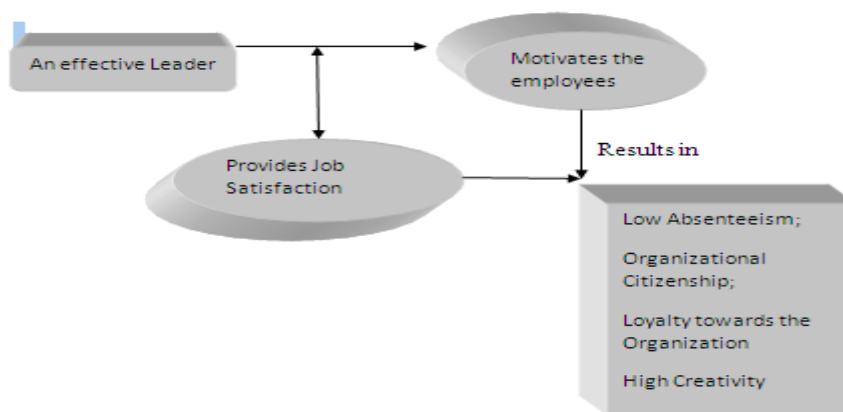 An effective Leader
Motivates the
employees
Results in
Provides Job
Satisfaction
Low Absenteeism;
Organizational
Citizenship;
Loyalty towards the
Organization
High Creativity